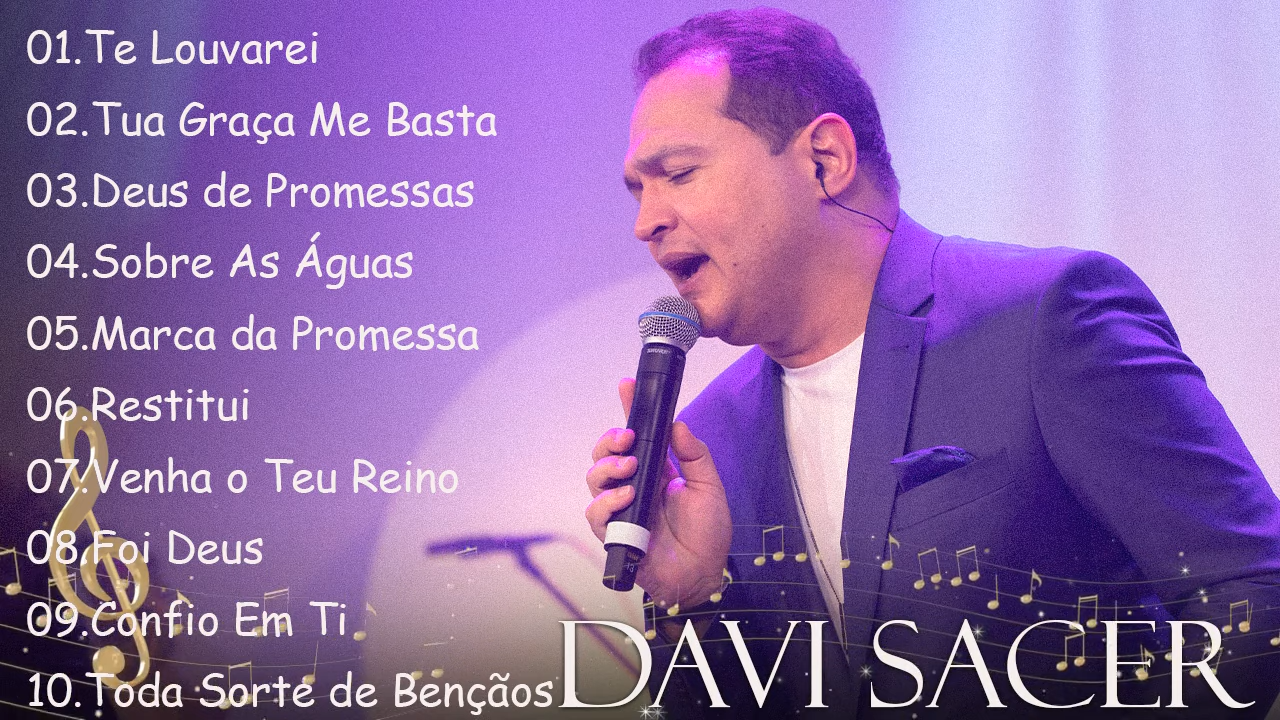 01.Te Louvarei
02.Tua Graça Me Basta
03.Deus de Promessas
04.Sobre As Águas
05.Marca da Promessa
06.Restitui
07.Venha o Teu Reino
08.Foi Deus
09.Confio Em Ti
10.Toda Sorte de Bençãos
DAVI SACER